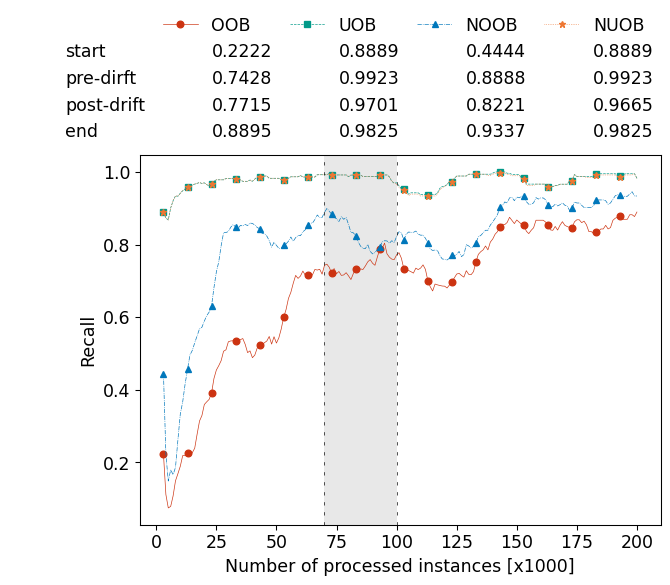 OOB UOB NOOB NUOB
start 0.2222 0.8889 0.4444 0.8889
pre-dirft 0.7428 0.9923 0.8888 0.9923
post-drift 0.7715 0.9701 0.8221 0.9665
end 0.8895 0.9825 0.9337 0.9825
1.0
0.8
0.6
0.4
0.2
Recall
0 25 50 75 100 125 150 175 200
Number of processed instances [x1000]